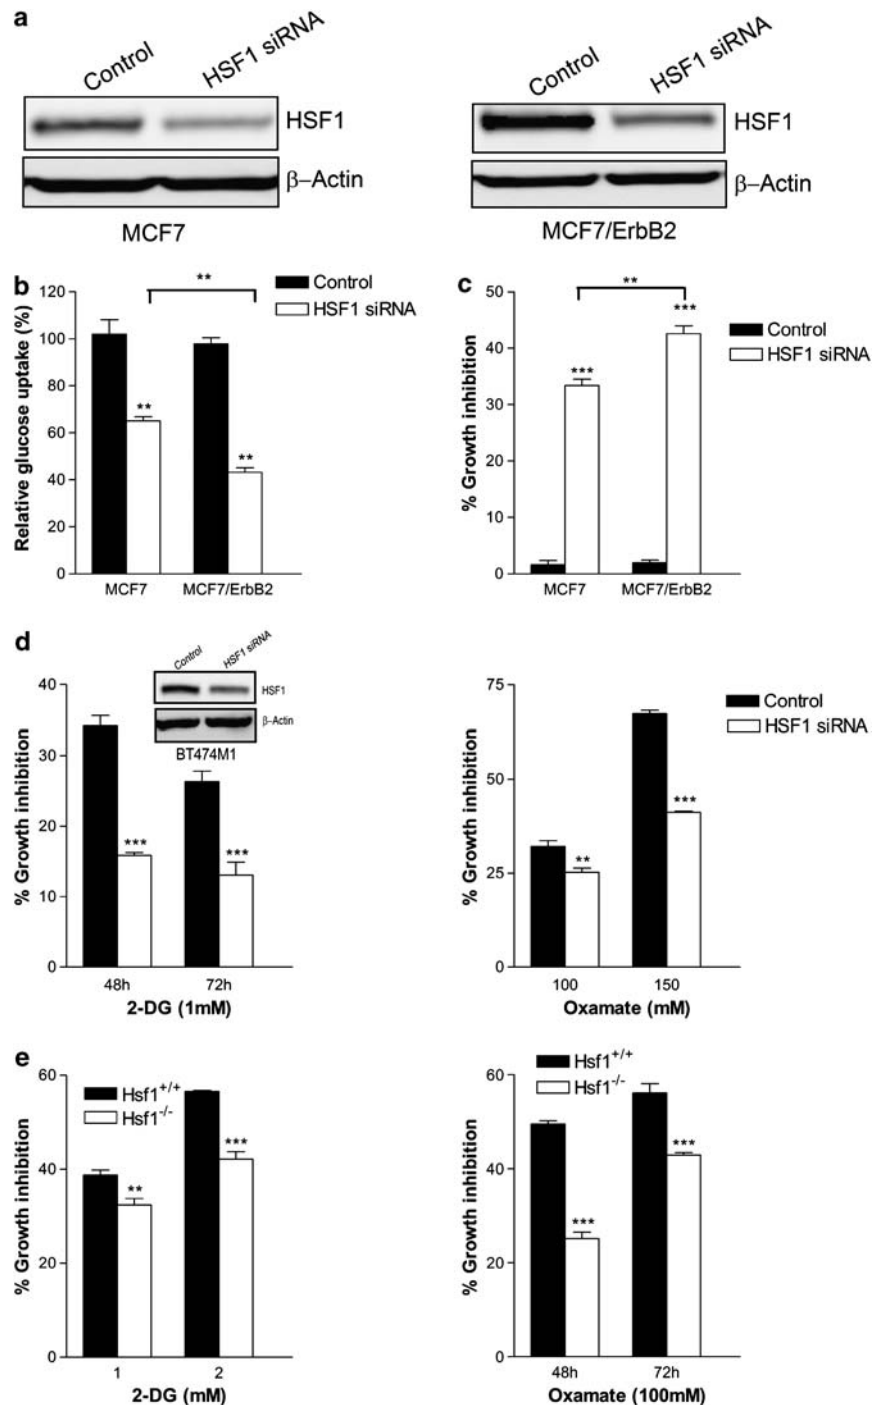 a
Control
HSF1 siRNA
HSF1
β–Actin
MCF7
Control
HSF1 siRNA
HSF1
β–Actin
MCF7/ErbB2
b
Relative glucose uptake (%)
120
100
80
60
40
20
0
**
**
**
Control
HSF1 siRNA
MCF7
MCF7/ErbB2
c
% Growth inhibition
50
40
30
20
10
0
**
***
***
Control
HSF1 siRNA
MCF7
MCF7/ErbB2
d
% Growth inhibition
40
30
20
10
0
Control
HSF1 siRNA
HSF1
β–Actin
BT474M1
***
***
48h
72h
2-DG (1mM)
% Growth inhibition
75
50
25
0
Control
HSF1 siRNA
**
***
100
150
Oxamate (mM)
e
% Growth inhibition
60
40
20
0
Hsf1+/+
Hsf1-/-
**
***
1
2
2-DG (mM)
% Growth inhibition
60
40
20
0
Hsf1+/+
Hsf1-/-
***
***
48h
72h
Oxamate (100mM)